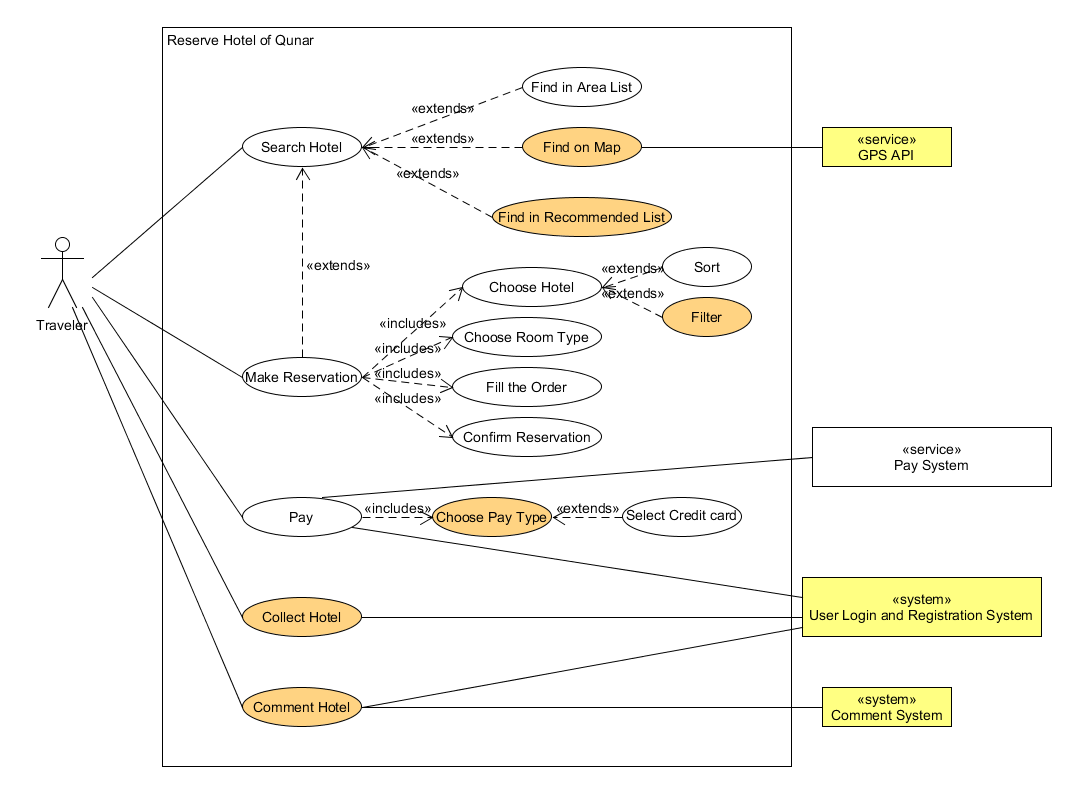 Reserve Hotel of Qunar
Find in Area List
«extends»
Search Hotel
«extends»
Find on Map
«service»
GPS API
«extends»
Find in Recommended List
Traveler
«extends»
Choose Hotel
«extends»
Sort
«extends»
Filter
«includes»
Choose Room Type
«includes»
Make Reservation
«includes»
Fill the Order
«includes»
Confirm Reservation
«service»
Pay System
Pay
«includes»
Choose Pay Type
«extends»
Select Credit card
Collect Hotel
«system»
User Login and Registration System
Comment Hotel
«system»
Comment System